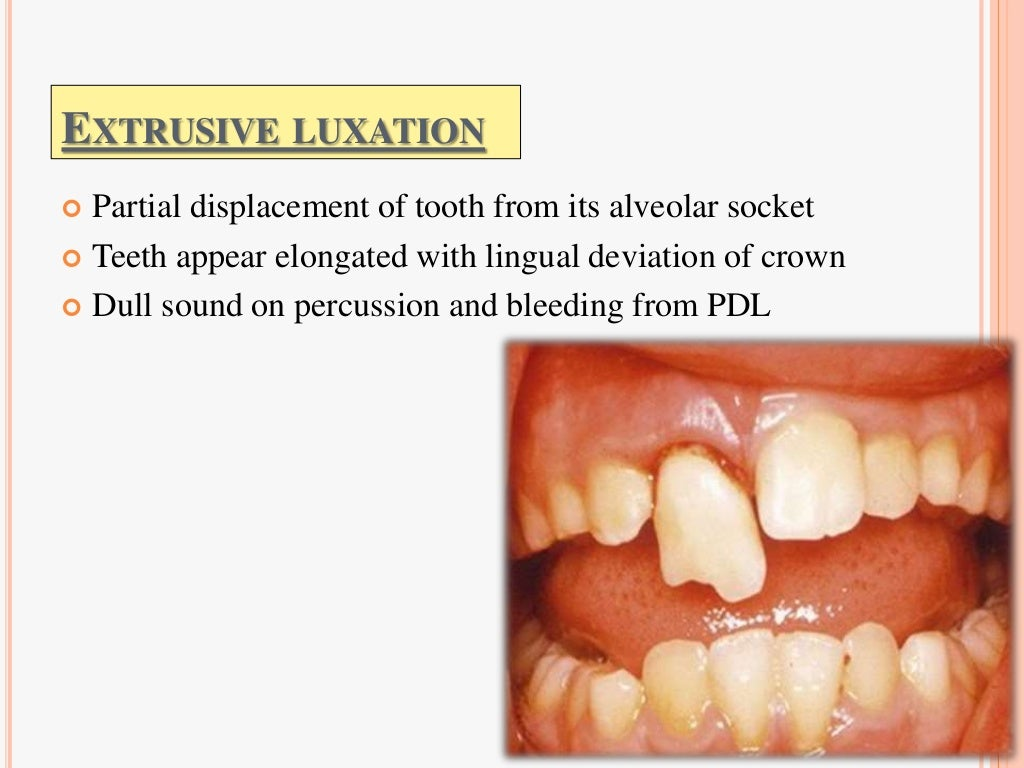 EXTRUSIVE LUXATION
Partial displacement of tooth from its alveolar socket
Teeth appear elongated with lingual deviation of crown
Dull sound on percussion and bleeding from PDL